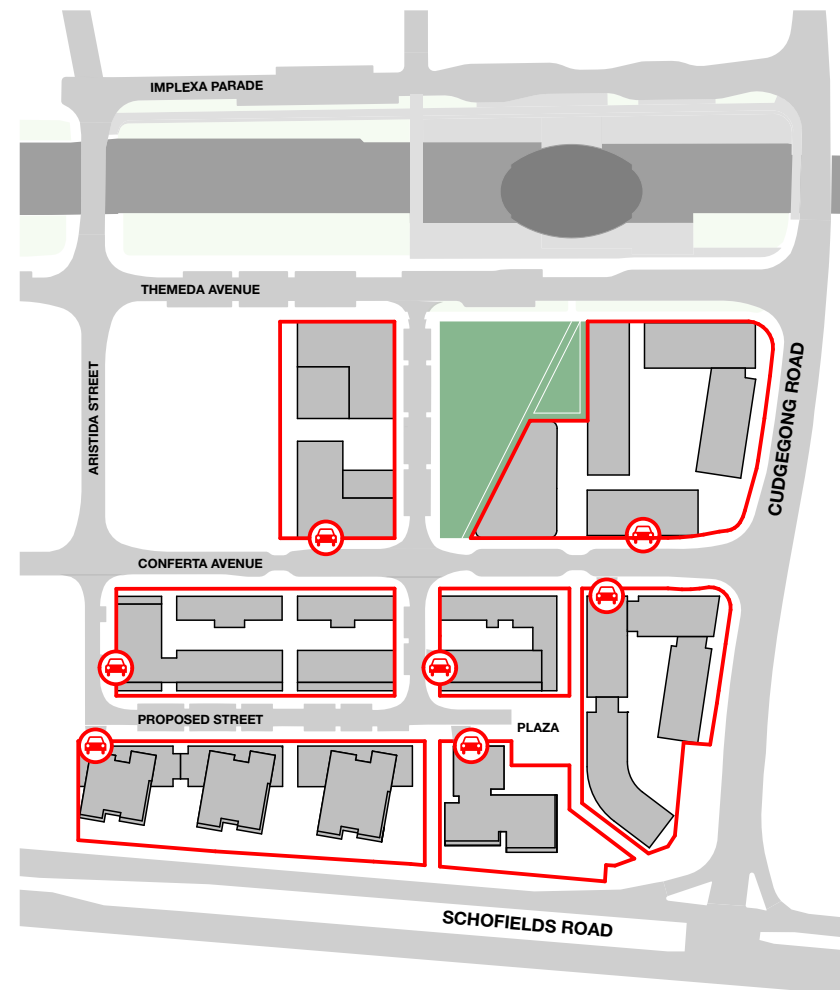 IMPLEXA PARADE
THEMEDA AVENUE
ARISTIDA STREET
CUDGEGONG ROAD
CONFERTA AVENUE
PROPOSED STREET
PLAZA
SCHOFIELDS ROAD